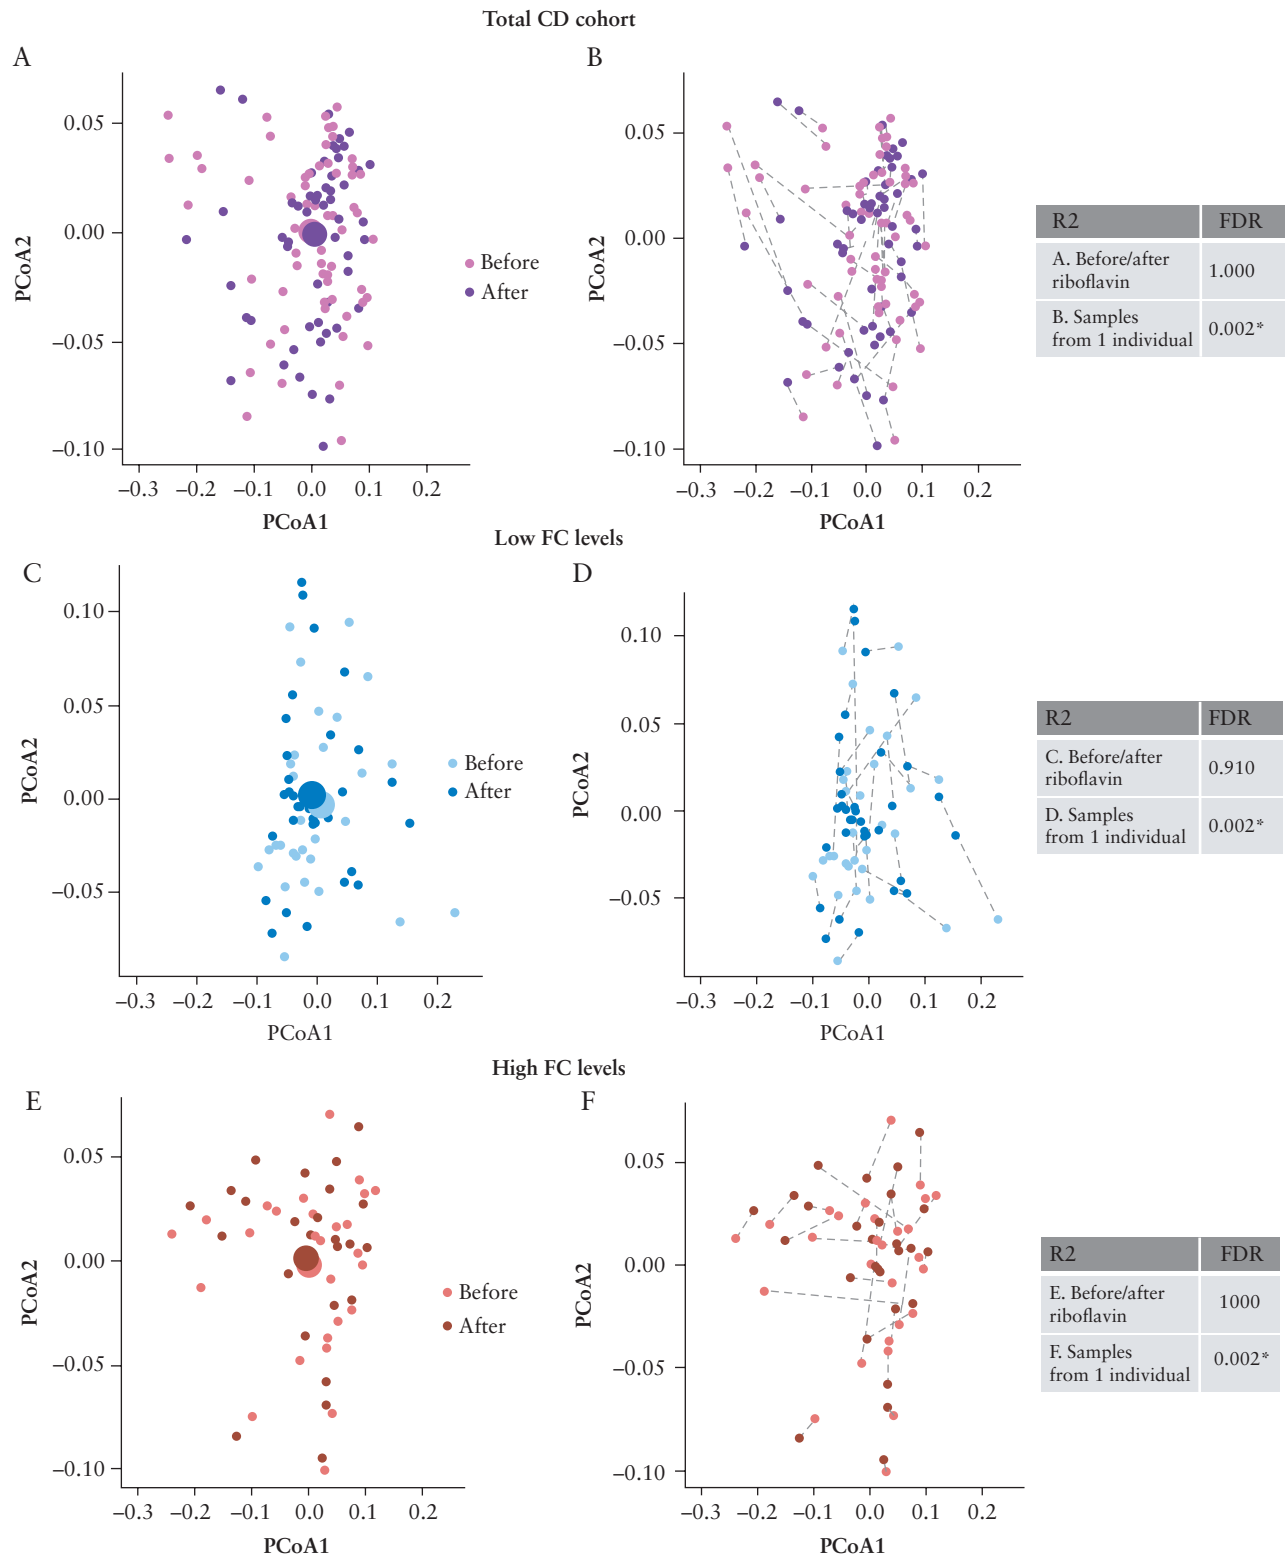 Total CD cohort
A
0.05
0.00
−0.05
−0.10
PCoA2
−0.3 −0.2 −0.1 0.0 0.1 0.2
PCoA1
Before
After
B
0.05
0.00
−0.05
−0.10
PCoA2
−0.3 −0.2 −0.1 0.0 0.1 0.2
PCoA1
R2 FDR
A. Before/after
riboflavin
1.000
B. Samples
from 1 individual
0.002*
Low FC levels
C
0.10
0.05
0.00
−0.05
PCoA2
−0.3 −0.2 −0.1 0.0 0.1 0.2
PCoA1
Before
After
D
0.10
0.05
0.00
−0.05
PCoA2
−0.3 −0.2 −0.1 0.0 0.1 0.2
PCoA1
R2 FDR
C. Before/after
riboflavin
0.910
D. Samples
from 1 individual
0.002*
High FC levels
E
0.05
0.00
−0.05
−0.10
PCoA2
−0.3 −0.2 −0.1 0.0 0.1 0.2
PCoA1
Before
After
F
0.05
0.00
−0.05
−0.10
PCoA2
−0.3 −0.2 −0.1 0.0 0.1 0.2
PCoA1
R2 FDR
E. Before/after
riboflavin
1000
F. Samples
from 1 individual
0.002*